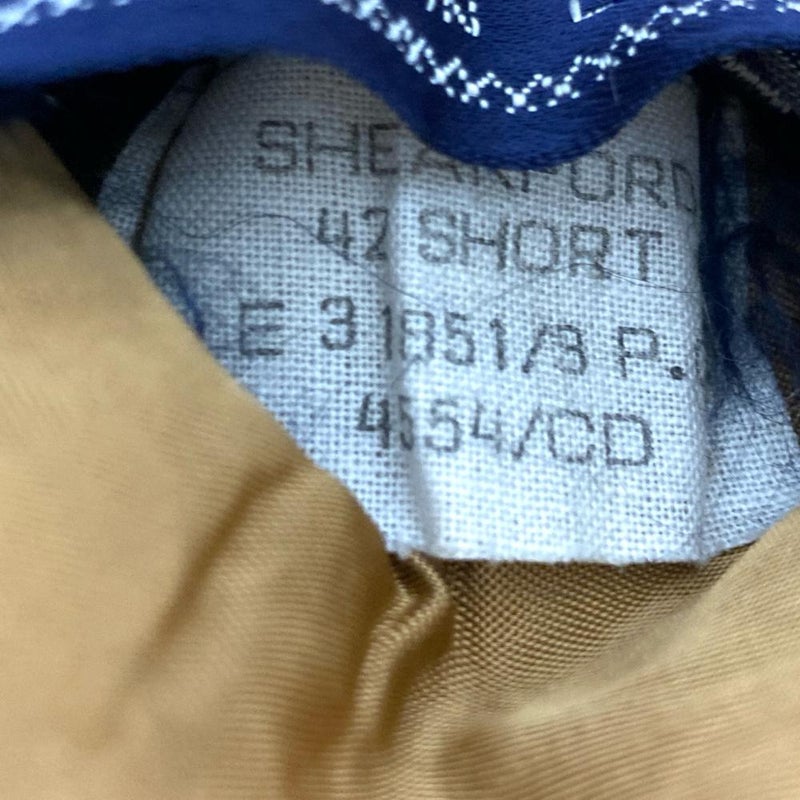 SHEARFORD
42 SHORT
E 31851/3 P.
4554/CD